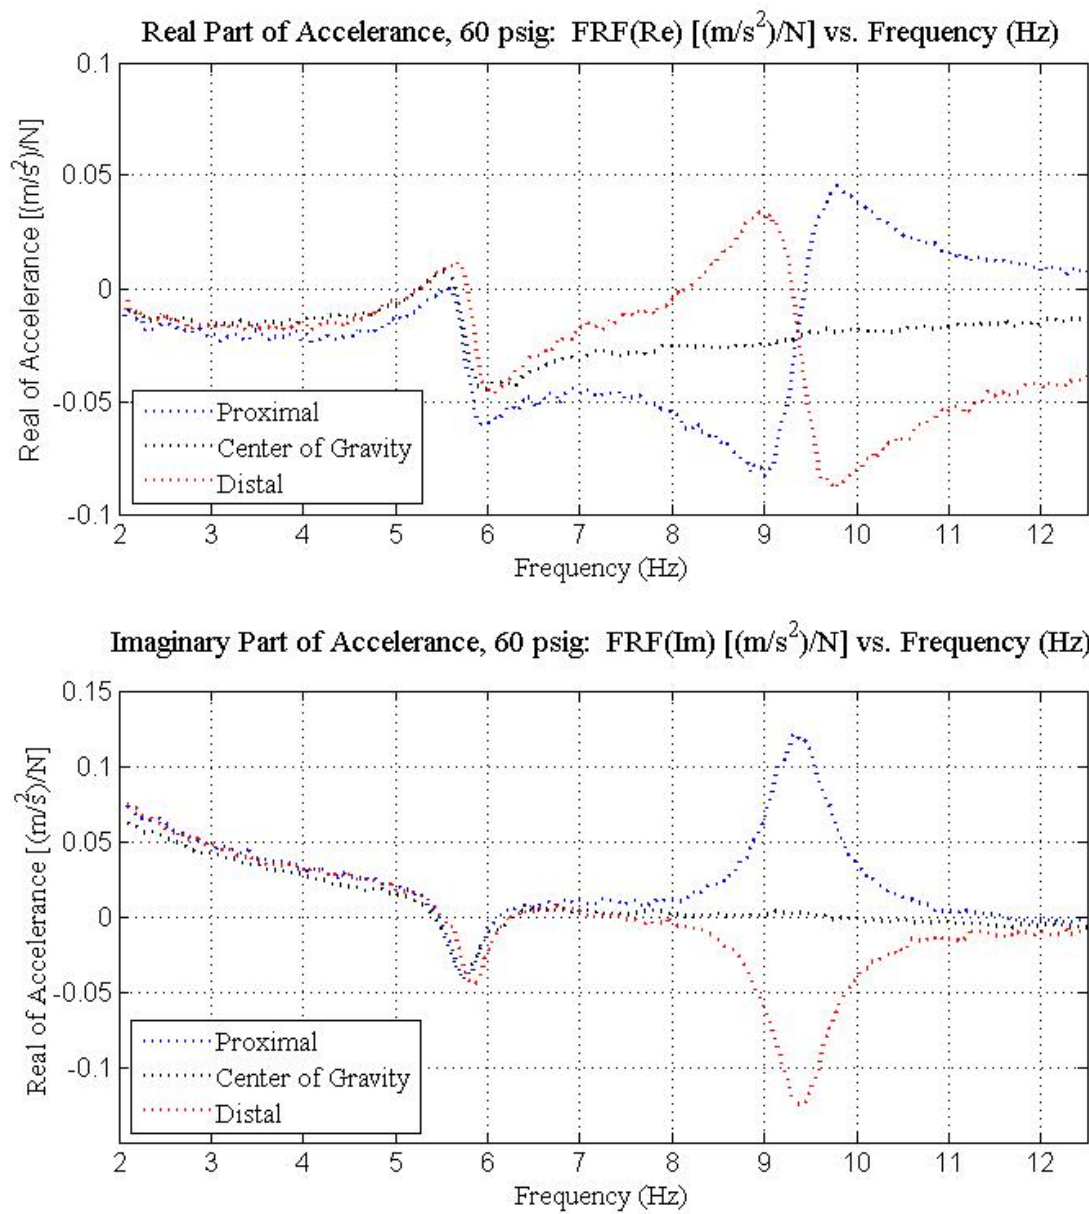 Real Part of Accelerance, 60 psig: FRF(Re) [(m/s²)/N] vs. Frequency (Hz)
Real of Accelerance [(m/s²)/N]
0.1
0.05
0
-0.05
-0.1
Proximal
Center of Gravity
Distal
2 3 4 5 6 7 8 9 10 11 12
Frequency (Hz)
Imaginary Part of Accelerance, 60 psig: FRF(Im) [(m/s²)/N] vs. Frequency (Hz)
Real of Accelerance [(m/s²)/N]
0.15
0.1
0.05
0
-0.05
-0.1
Proximal
Center of Gravity
Distal
2 3 4 5 6 7 8 9 10 11 12
Frequency (Hz)